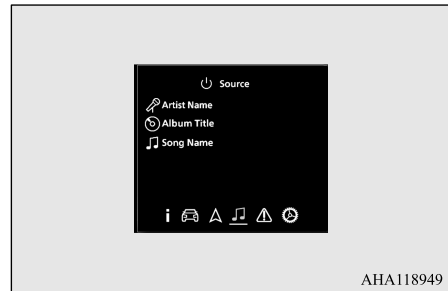 Source
Artist Name
Album Title
Song Name
i
AHA118949